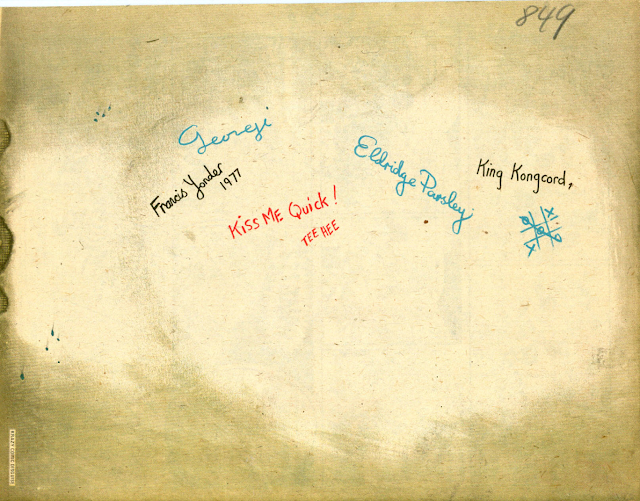 849
Georgi
Francis Yonder
1977
Kiss ME Quick!
TEE HEE
Eldridge Parsley
King Kongcord,